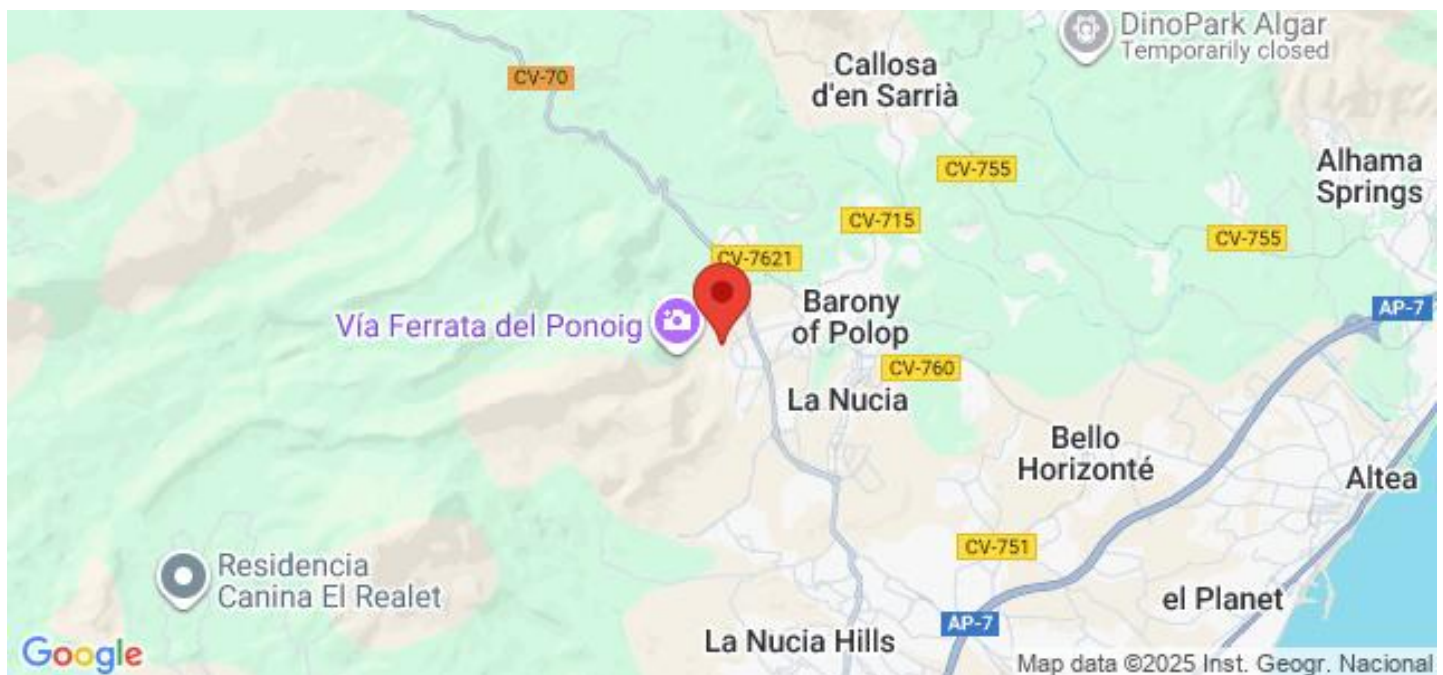 DinoPark Algar
Temporarily closed
Callosa
d'en Sarrià
CV-70
CV-755
Alhama
Springs
CV-715
CV-755
CV-7621
Barony
of Polop
AP-7
Vía Ferrata del Ponoig
CV-760
La Nucia
Bello
Horizonté
Altea
CV-751
Residencia
Canina El Realet
el Planet
AP-7
La Nucia Hills
Google
Map data ©2025 Inst. Geogr. Nacional